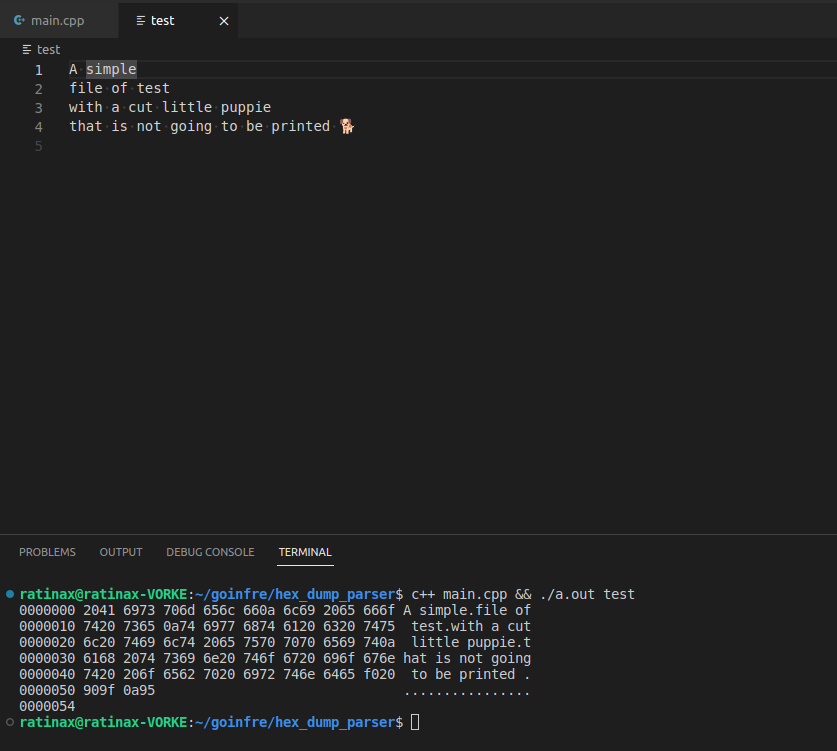 main.cpp
test
test
1 A simple
2 file of test
3 with a cut little puppie
4 that is not going to be printed 🐕
5
PROBLEMS OUTPUT DEBUG CONSOLE TERMINAL
ratinax@ratinax-VORKE:~/goinfre/hex_dump_parser$ c++ main.cpp && ./a.out test
0000000 2041 6973 706d 656c 660a 6c69 2065 666f A simple.file of
0000010 7420 7365 0a74 6977 6874 6120 6320 7475  test.with a cut
0000020 6c20 7469 6c74 2065 7570 7070 6569 740a  little puppie.t
0000030 6168 2074 7369 6e20 746f 6720 696f 676e hat is not going
0000040 7420 206f 6562 7020 6972 746e 6465 f020  to be printed .
0000050 909f 0a95                               ................
0000054
ratinax@ratinax-VORKE:~/goinfre/hex_dump_parser$